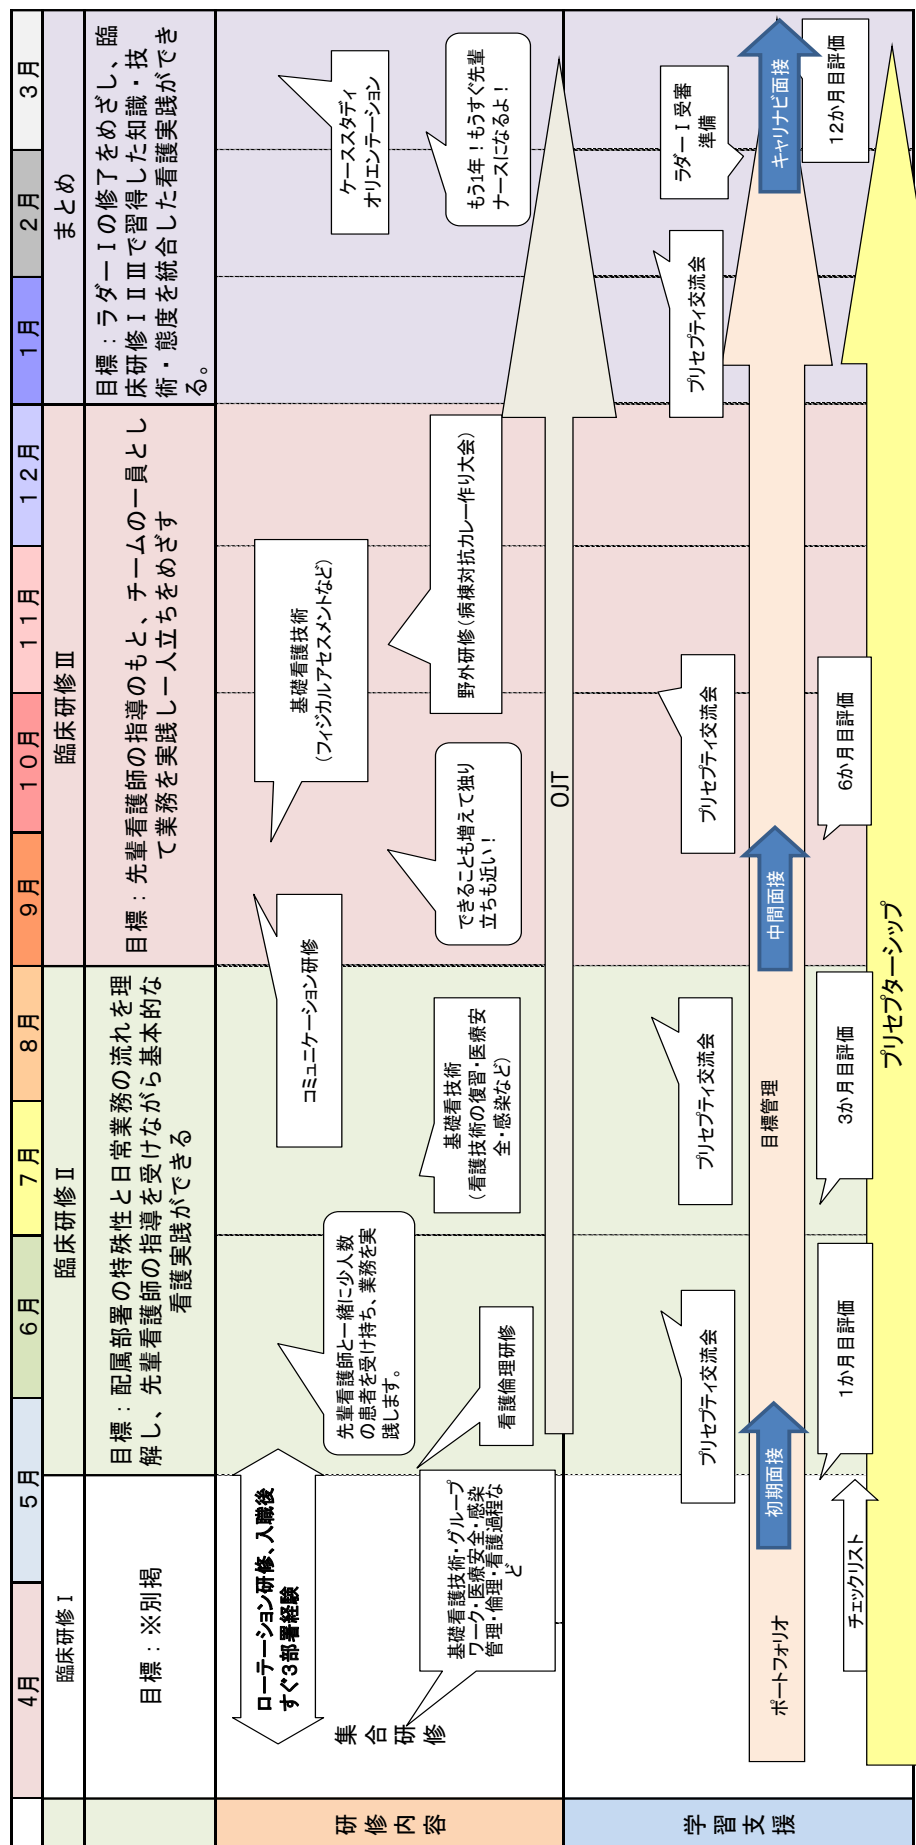 4月
5月
6月
7月
8月
9月
10月
11月
12月
1月
2月
3月
臨床研修Ⅰ
臨床研修Ⅱ
臨床研修Ⅲ
まとめ
目標：※別掲
目標：配属部署の特殊性と日常業務の流れを理
解し、先輩看護師の指導を受けながら基本的な
看護実践ができる
目標：先輩看護師の指導のもと、チームの一員とし
て業務を実践し一人立ちをめざす
目標：ラダーⅠの修了をめざし、臨
床研修ⅠⅡⅢで習得した知識・技
術・態度を統合した看護実践ができ
る。
研修内容
ローテーション研修、入職後
すぐ3部署経験
集合研修
基礎看護技術・グループ
ワーク・医療安全・感染
管理・倫理・看護過程な
ど
先輩看護師と一緒に少人数
の患者を受け持ち、業務を実
践します。
看護倫理研修
コミュニケーション研修
基礎看技術
（看護技術の復習・医療安
全・感染など）
基礎看護技術
（フィジカルアセスメントなど）
できることも増えて独り
立ちも近い！
野外研修（病棟対抗カレー作り大会）
ケーススタディ
オリエンテーション
もう1年！もうすぐ先輩
ナースになるよ！
OJT
学習支援
プリセプティ交流会
プリセプティ交流会
プリセプティ交流会
プリセプティ交流会
ラダーⅠ受審
準備
ポートフォリオ
初期面接
目標管理
中間面接
キャリナビ面接
チェックリスト
1か月目評価
3か月目評価
6か月目評価
12か月目評価
プリセプターシップ